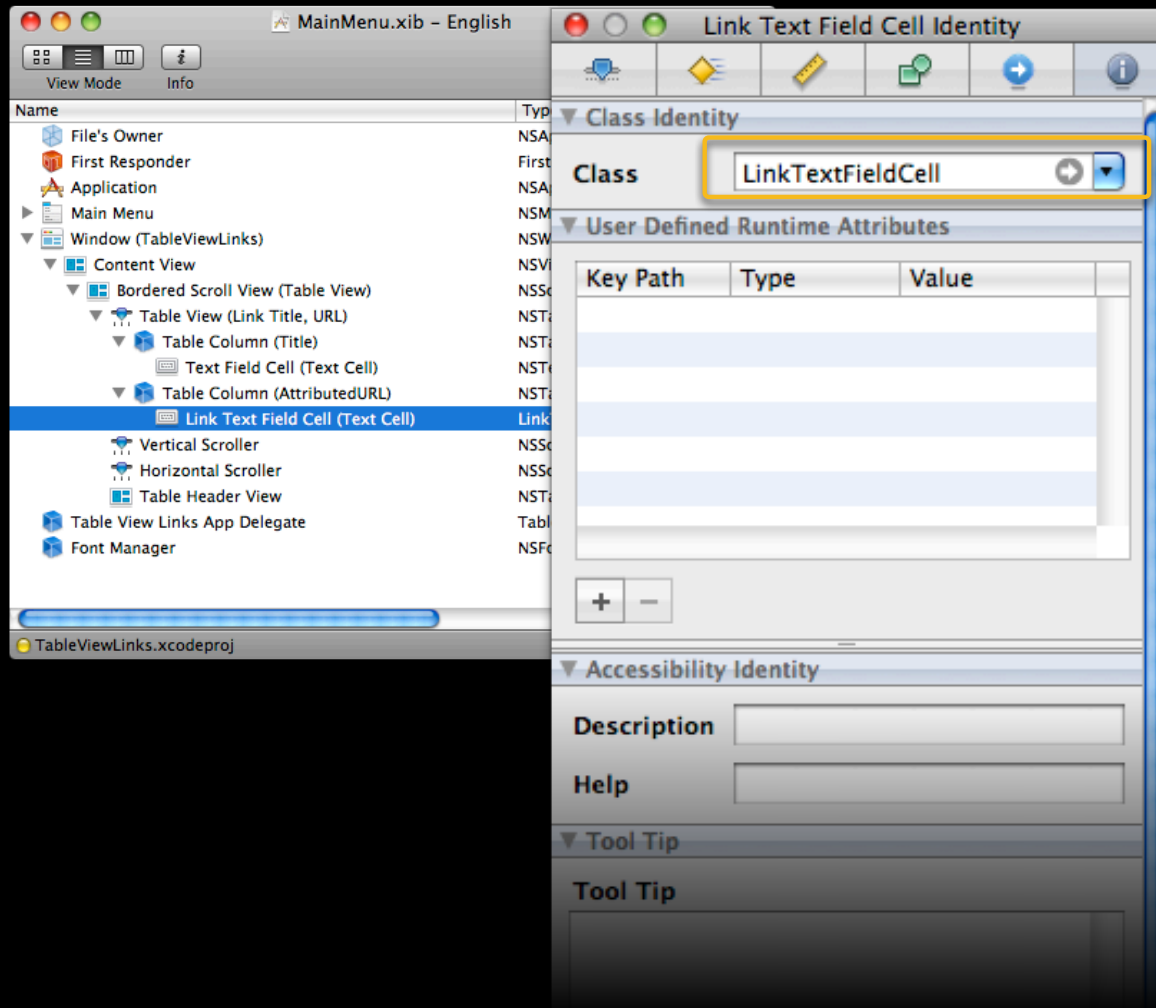 MainMenu.xib – English
View Mode
Info
Name
Typ
File's Owner
NSA
First Responder
First
Application
NSA
Main Menu
NSM
Window (TableViewLinks)
NSW
Content View
NSVi
Bordered Scroll View (Table View)
NSSc
Table View (Link Title, URL)
NSTa
Table Column (Title)
NSTa
Text Field Cell (Text Cell)
NSTe
Table Column (AttributedURL)
NSTa
Link Text Field Cell (Text Cell)
Link
Vertical Scroller
NSSc
Horizontal Scroller
NSSc
Table Header View
NSTa
Table View Links App Delegate
Tabl
Font Manager
NSFo
TableViewLinks.xcodeproj
Link Text Field Cell Identity
Class Identity
Class
LinkTextFieldCell
User Defined Runtime Attributes
Key Path
Type
Value
Accessibility Identity
Description
Help
Tool Tip
Tool Tip